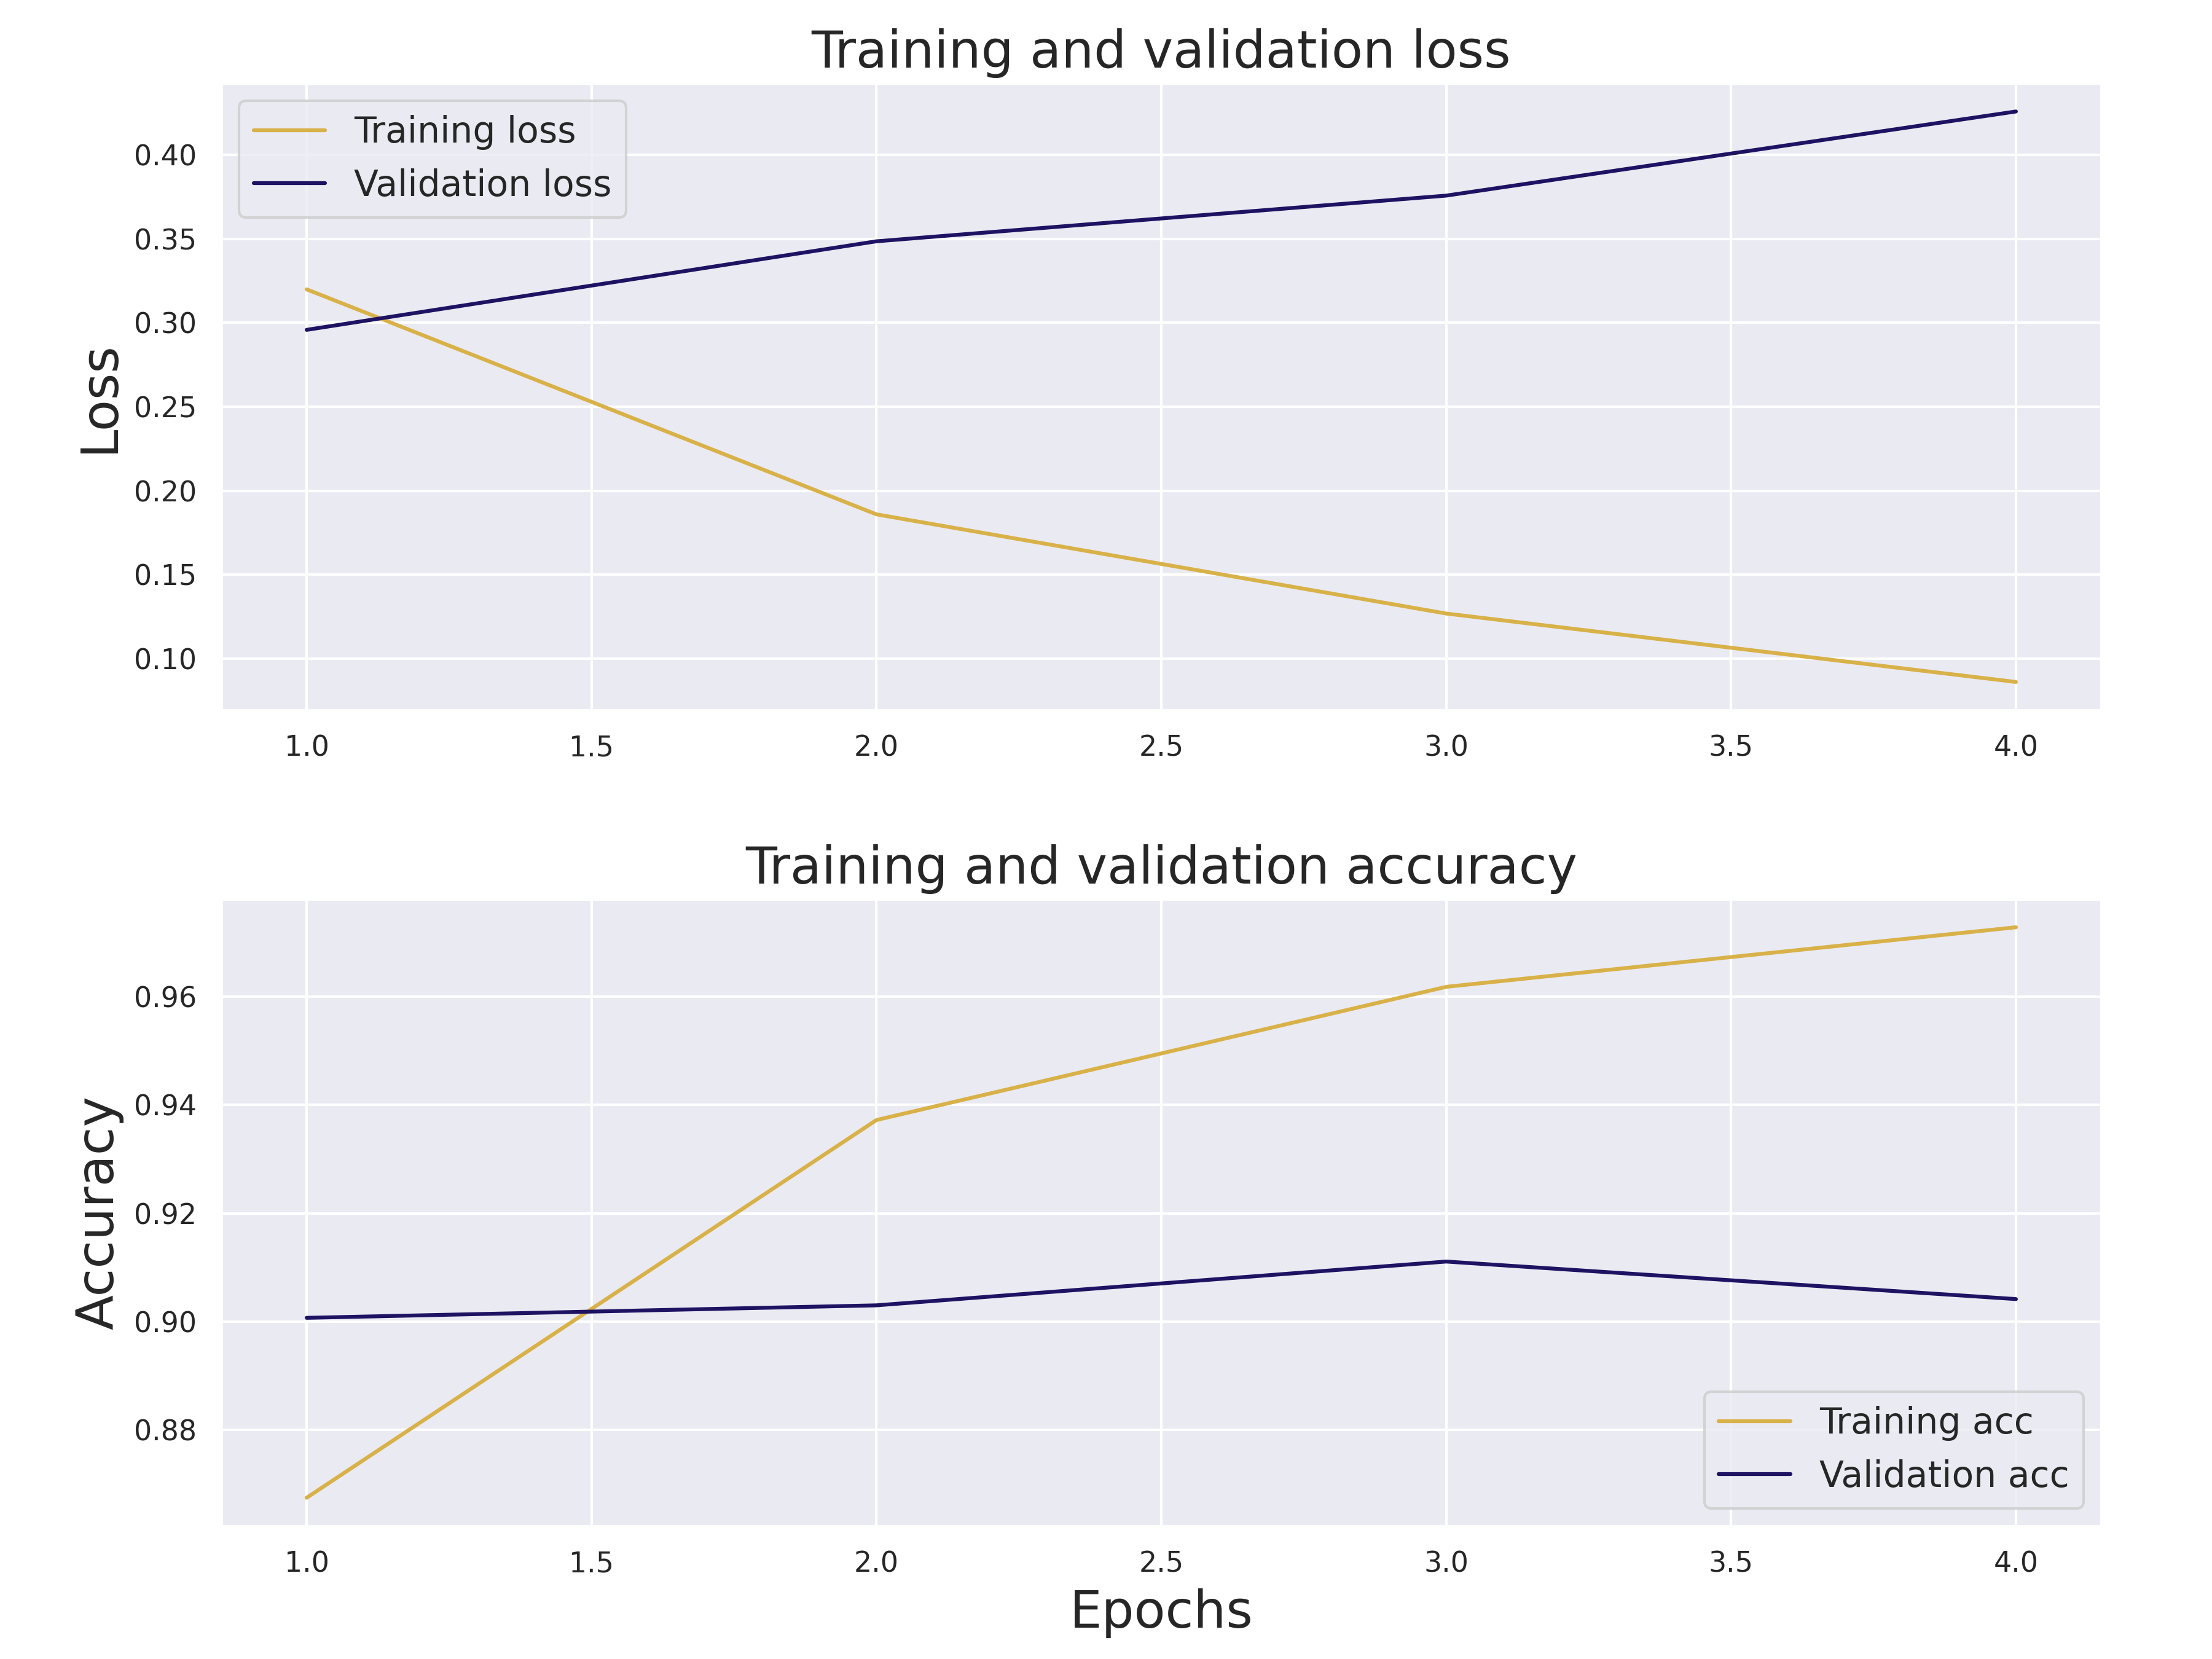 Training and validation loss
Training loss
Validation loss
Loss
0.40
0.35
0.30
0.25
0.20
0.15
0.10
1.0 1.5 2.0 2.5 3.0 3.5 4.0
Training and validation accuracy
Accuracy
0.96
0.94
0.92
0.90
0.88
Training acc
Validation acc
1.0 1.5 2.0 2.5 3.0 3.5 4.0
Epochs